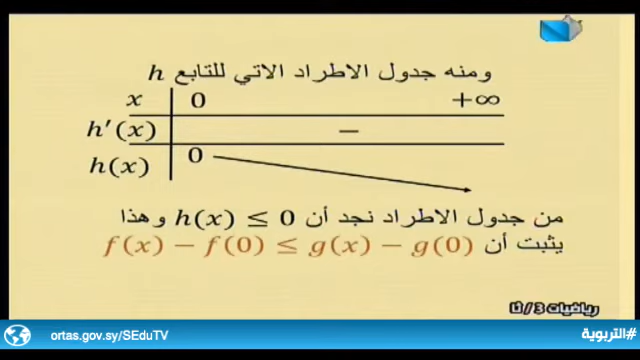 ومنه جدول الاطراد الاتي للتابع h
x 0 +∞
h′(x) −
h(x) 0
من جدول الاطراد نجد أن h(x) ≤ 0 وهذا
يثبت أن f(x) − f(0) ≤ g(x) − g(0)
رياضيات /3 ثا
ortas.gov.sy/SEduTV #التربوية